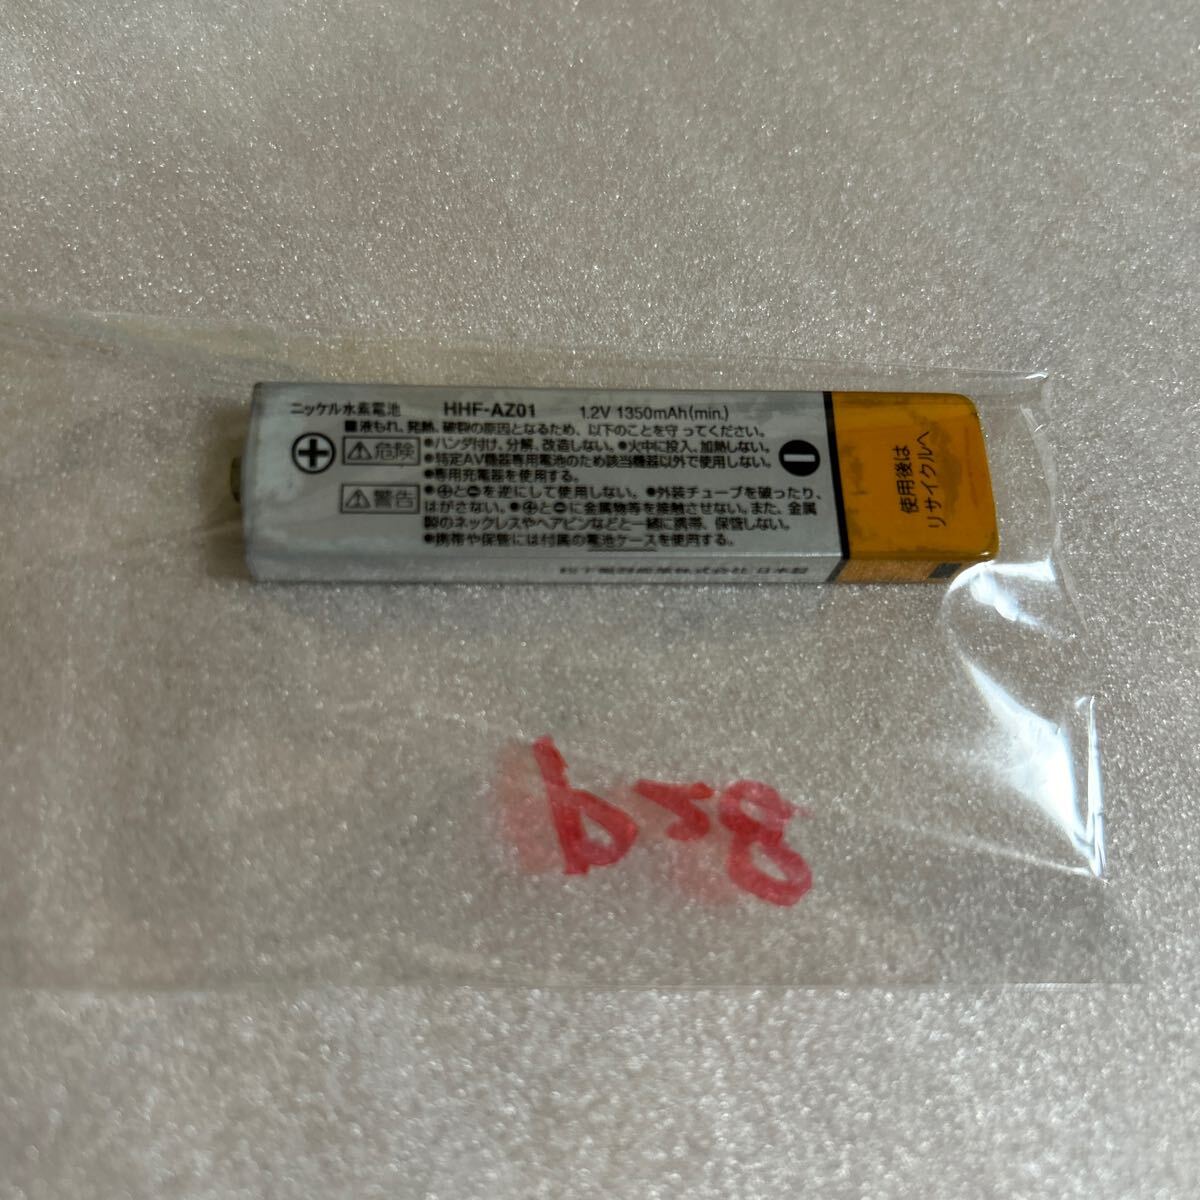 ニッケル水素電池 HHF-AZ01 1.2V 1350mAh(min.)
■液もれ、発熱、破裂の原因となるため、以下のことを守ってください。
⚠危険 ●ハンダ付け、分解、改造しない。●火中に投入、加熱しない。
●特定AV機器専用電池のため該当機器以外で使用しない。
●専用充電器を使用する。
⚠警告 ●⊕と⊖を逆にして使用しない。●外装チューブを破ったり、
はがさない。●⊕と⊖に金属物等を接触させない。また、金属
製のネックレスやヘアピンなどと一緒に携帯、保管しない。
●携帯や保管には付属の電池ケースを使用する。
使用後は
リサイクルへ